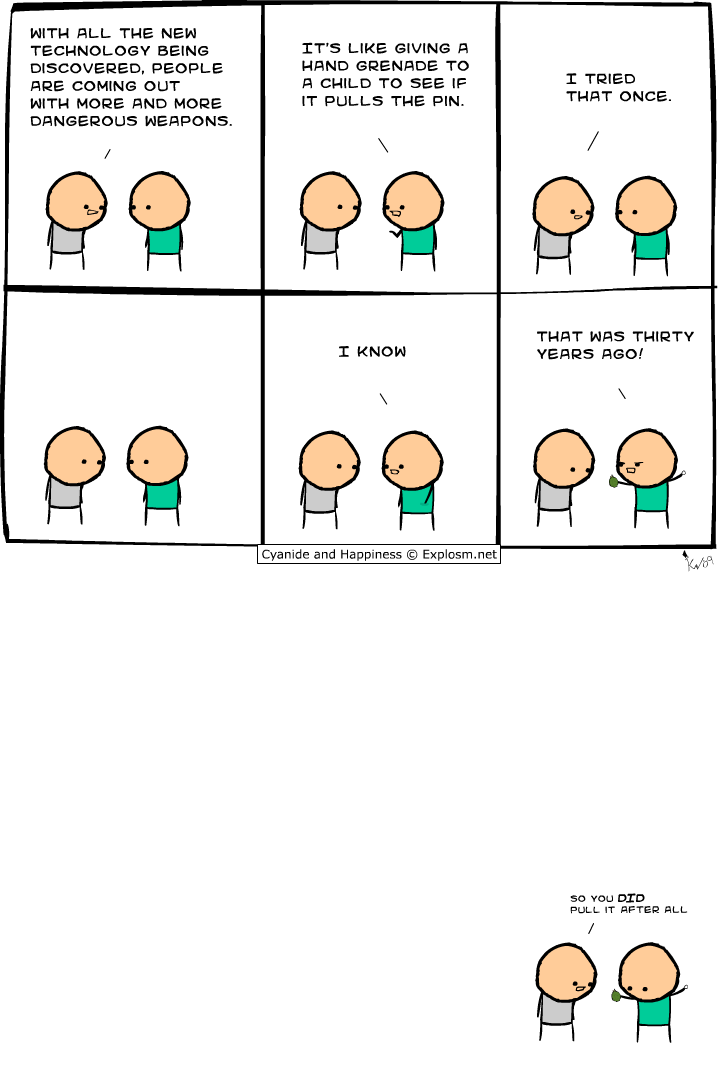 WITH ALL THE NEW
TECHNOLOGY BEING
DISCOVERED, PEOPLE
ARE COMING OUT
WITH MORE AND MORE
DANGEROUS WEAPONS.
IT'S LIKE GIVING A
HAND GRENADE TO
A CHILD TO SEE IF
IT PULLS THE PIN.
I TRIED
THAT ONCE.
I KNOW
THAT WAS THIRTY
YEARS AGO!
Cyanide and Happiness © Explosm.net
SO YOU DID
PULL IT AFTER ALL